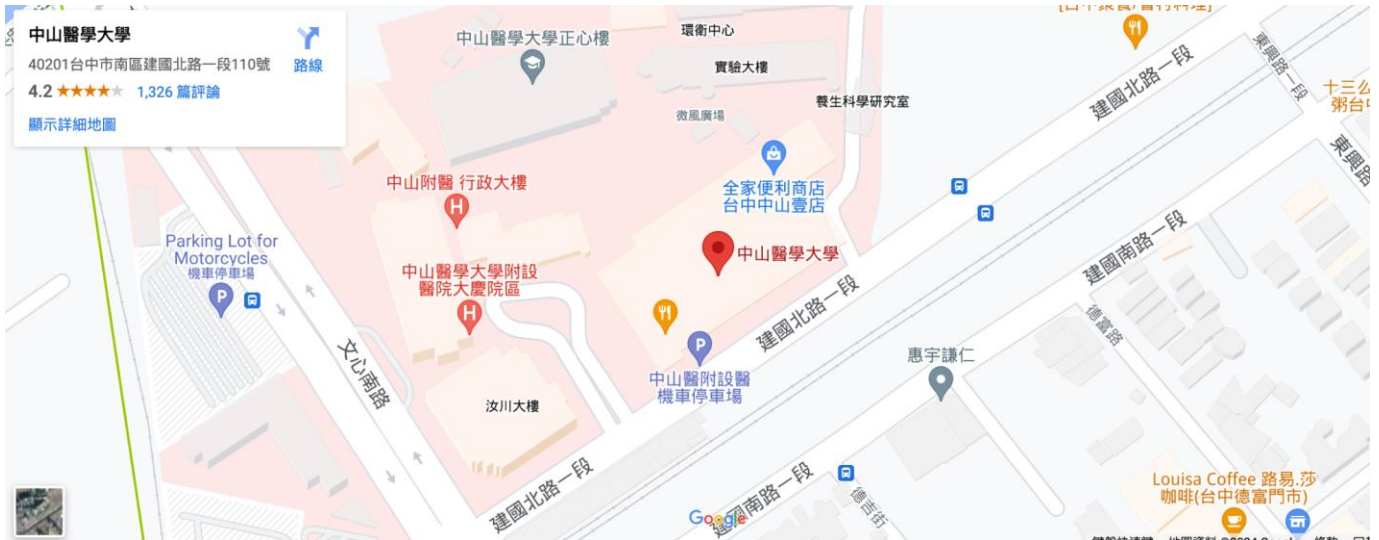 中山醫學大學
40201台中市南區建國北路一段110號
路線
4.2
1,326 篇評論
顯示詳細地圖
中山醫學大學正心樓
環衛中心
實驗大樓
養生科學研究室
微風廣場
建國北路一段
東興路一段
十三公
粥台中
東興路
中山附醫 行政大樓
全家便利商店
台中中山壹店
Parking Lot for
Motorcycles
機車停車場
P
中山醫學大學附設
醫院大慶院區
H
H
中山醫學大學
建國南路一段
建國北路一段
德富路
文心南路
P
中山醫附設醫
機車停車場
惠宇謙仁
汝川大樓
建國北路一段
建國南路一段
德吉街
Google
Louisa Coffee 路易.莎
咖啡(台中德富門市)